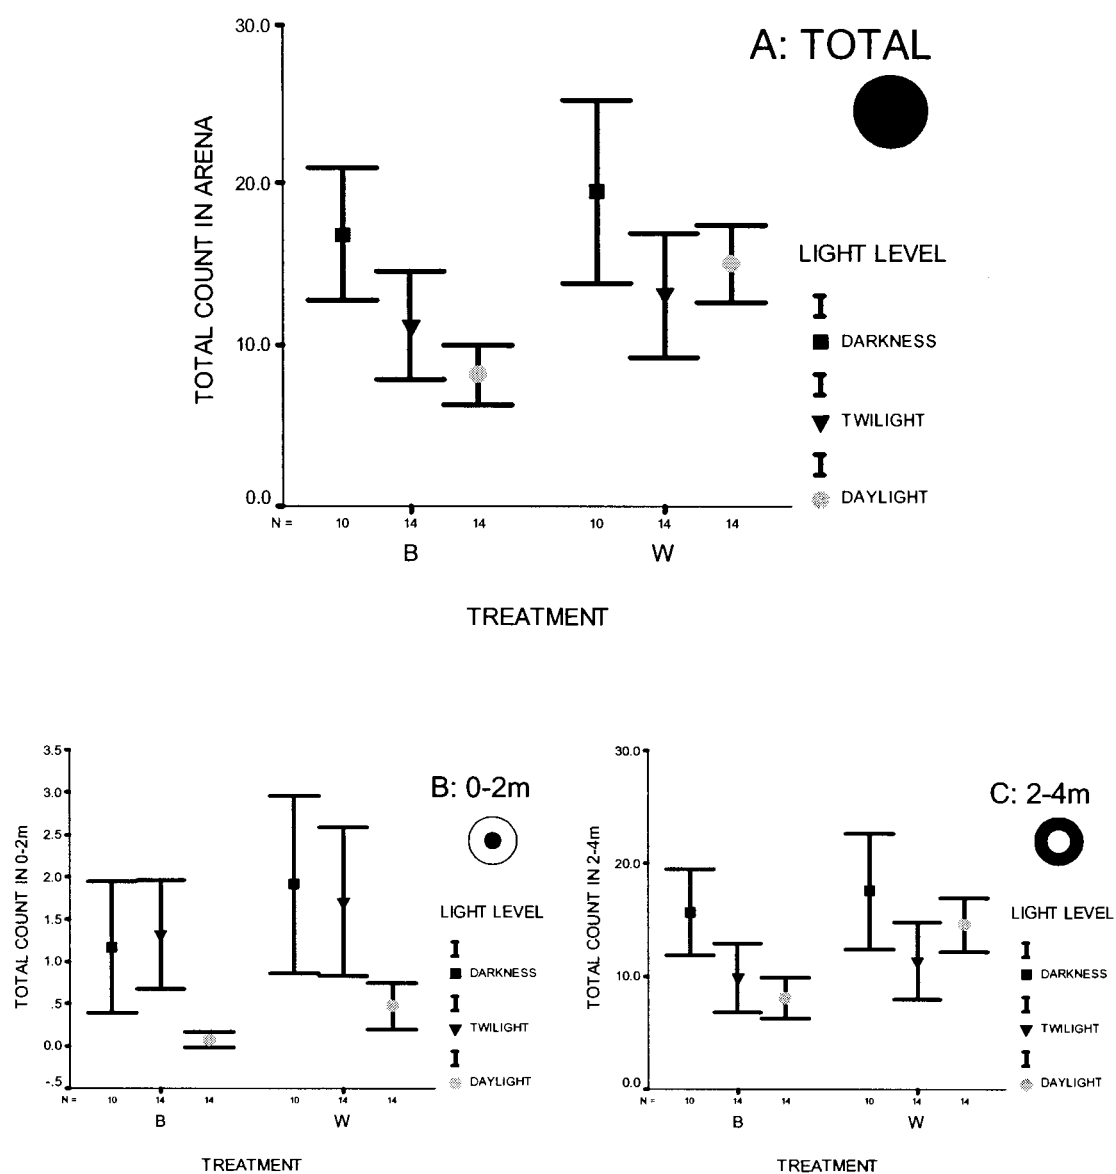 A: TOTAL
30.0
20.0
10.0
0.0
TOTAL COUNT IN ARENA
LIGHT LEVEL
DARKNESS
TWILIGHT
DAYLIGHT
N = 10 14 14 10 14 14
B W
TREATMENT
B: 0-2m
3.5
3.0
2.5
2.0
1.5
1.0
.5
0.0
-.5
TOTAL COUNT IN 0-2m
LIGHT LEVEL
DARKNESS
TWILIGHT
DAYLIGHT
N = 10 14 14 10 14 14
B W
TREATMENT
C: 2-4m
30.0
20.0
10.0
0.0
TOTAL COUNT IN 2-4m
LIGHT LEVEL
DARKNESS
TWILIGHT
DAYLIGHT
N = 10 14 14 10 14 14
B W
TREATMENT